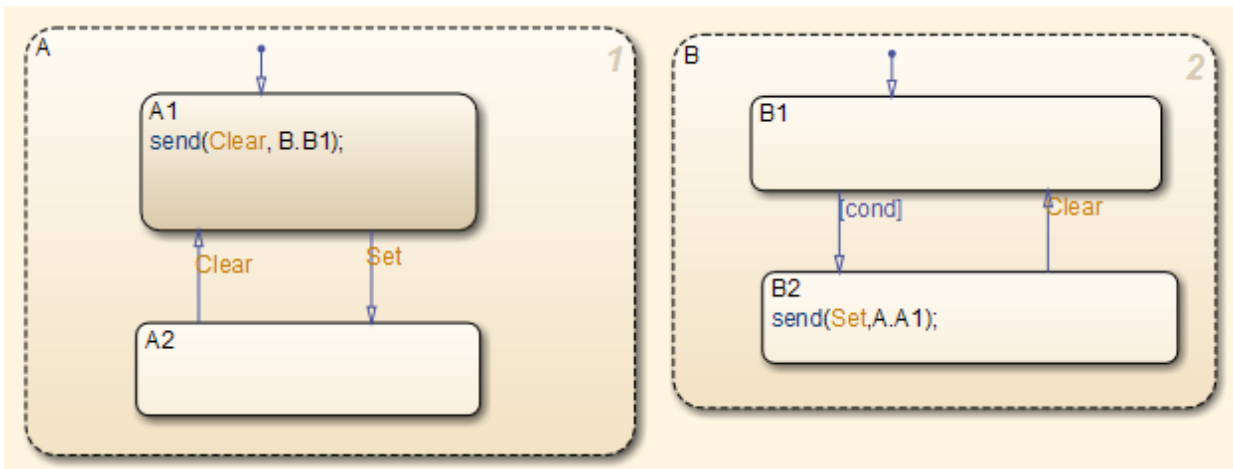 A
1
A1
send(Clear, B.B1);
Clear
Set
A2
B
2
B1
[cond]
Clear
B2
send(Set,A.A1);